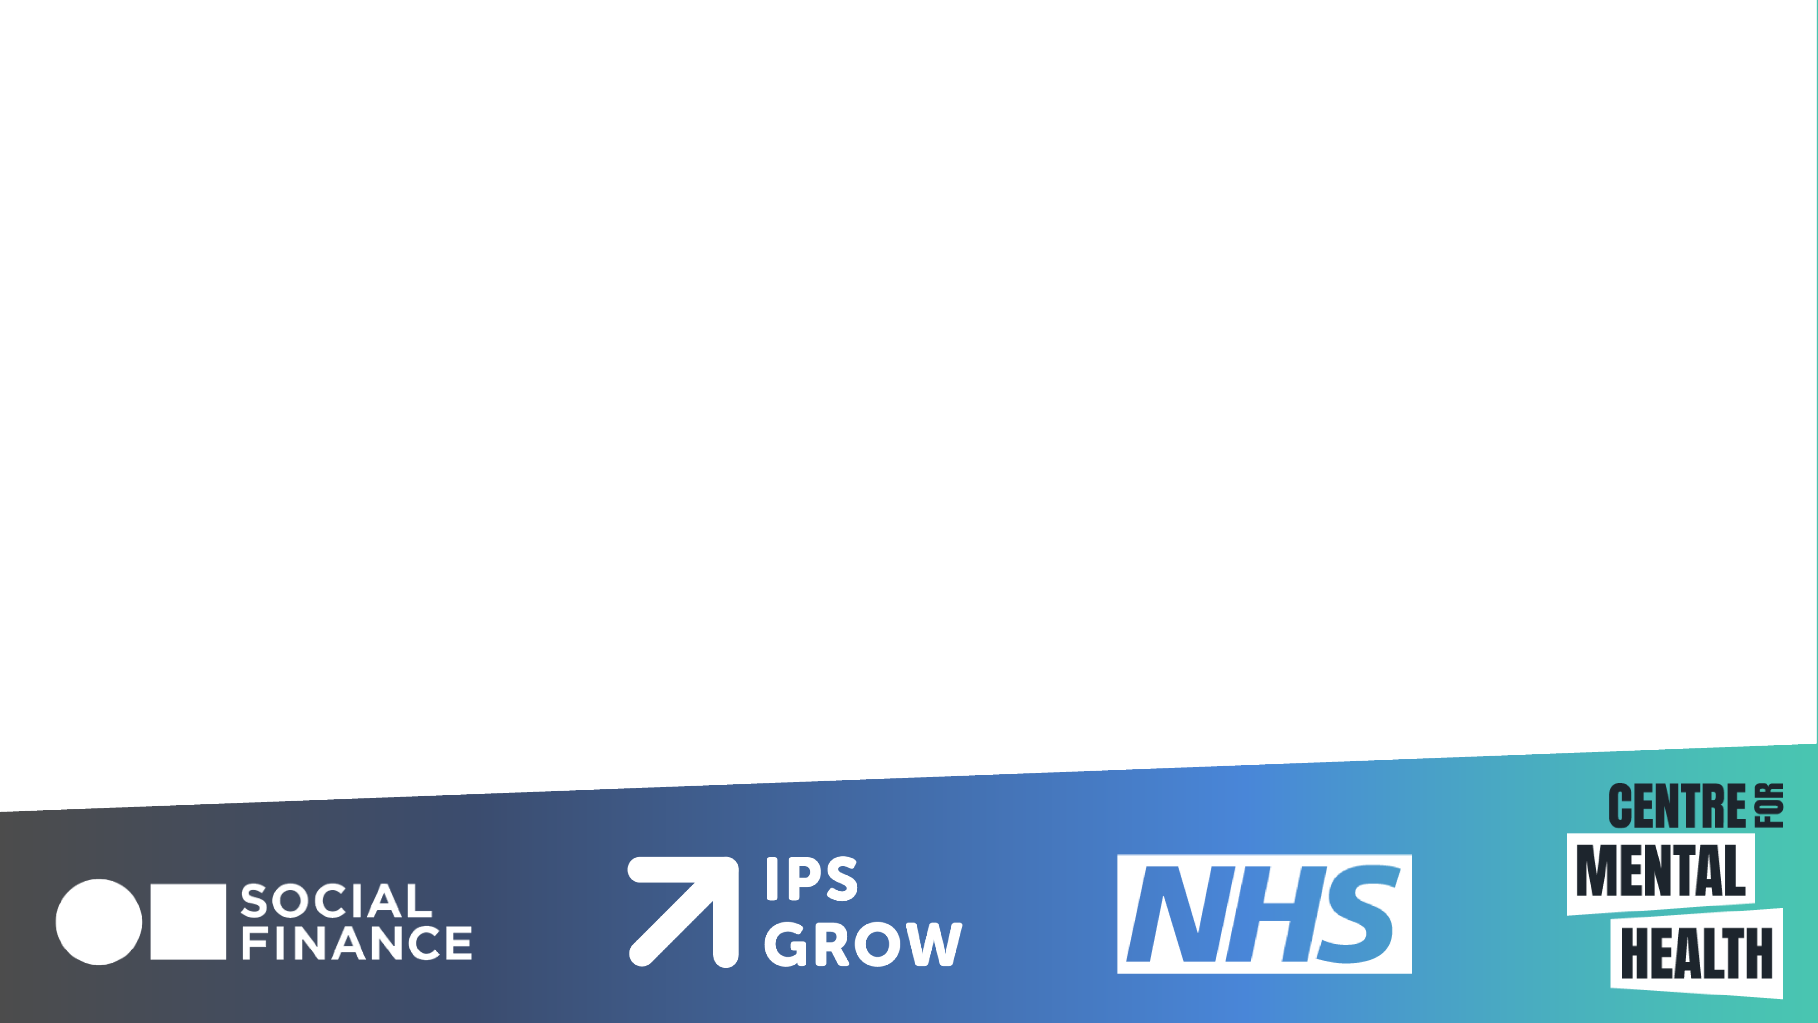 SOCIAL
FINANCE
IPS
GROW
NHS
CENTRE FOR
MENTAL
HEALTH